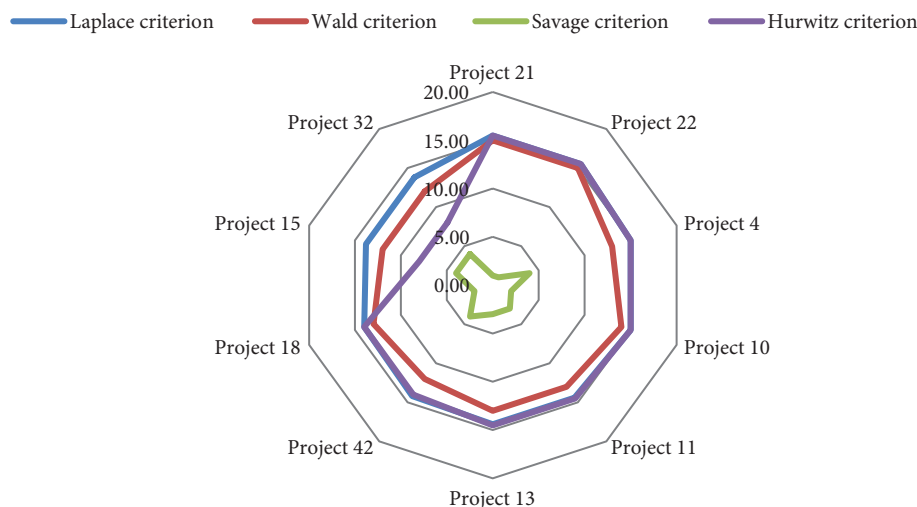 Laplace criterion
Wald criterion
Savage criterion
Hurwitz criterion
Project 21
20.00
Project 32
Project 22
15.00
10.00
Project 15
Project 4
5.00
0.00
Project 18
Project 10
Project 42
Project 11
Project 13